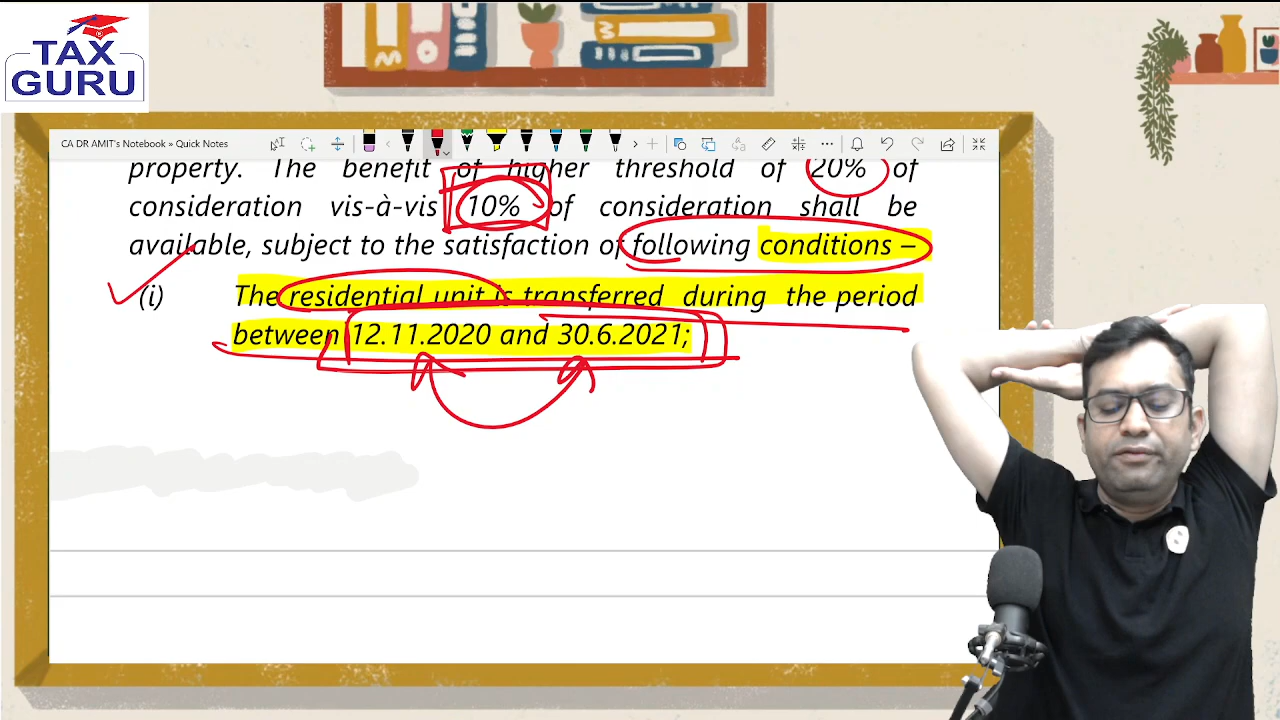 TAX
GURU
CA DR AMIT's Notebook » Quick Notes
property. The benefit of higher threshold of 20% of
consideration vis-à-vis 10% of consideration shall be
available, subject to the satisfaction of following conditions –
(i) The residential unit is transferred during the period
between 12.11.2020 and 30.6.2021;